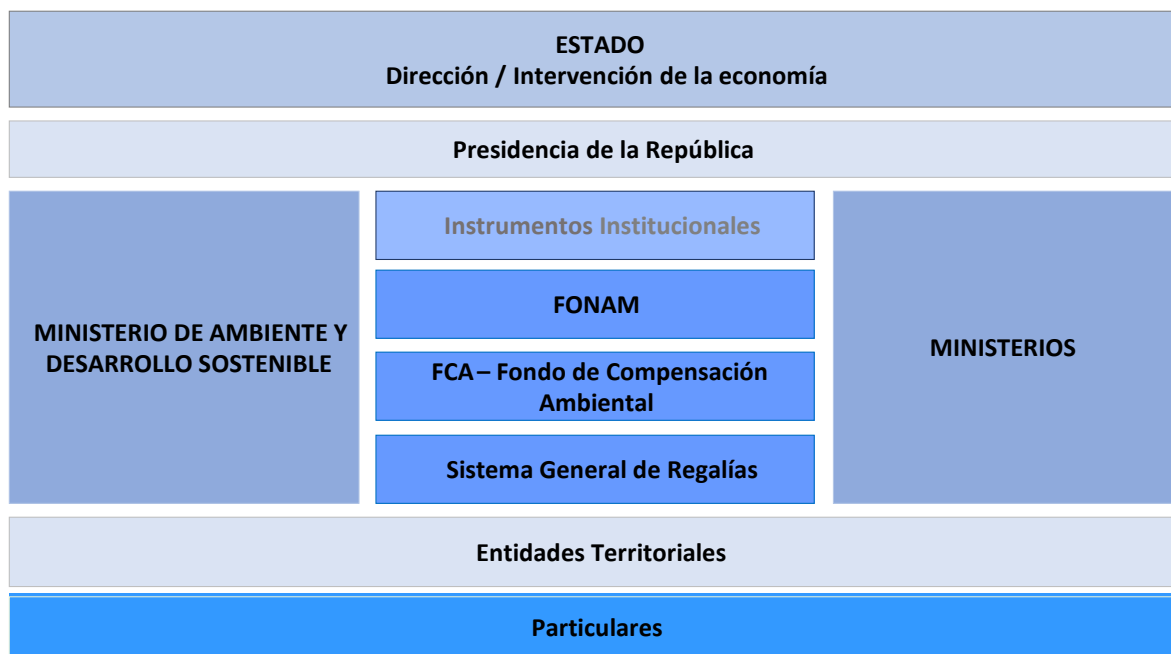 ESTADO
Dirección / Intervención de la economía
Presidencia de la República
MINISTERIO DE AMBIENTE Y
DESARROLLO SOSTENIBLE
Instrumentos Institucionales
FONAM
FCA – Fondo de Compensación
Ambiental
Sistema General de Regalías
MINISTERIOS
Entidades Territoriales
Particulares